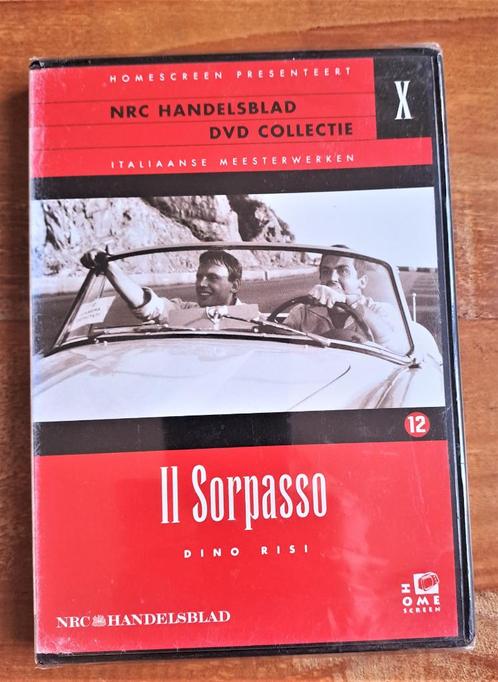 HOMESCREEN PRESENTEERT
NRC HANDELSBLAD
DVD COLLECTIE
X
ITALIAANSE MEESTERWERKEN
12
Il Sorpasso
DINO RISI
NRC HANDELSBLAD
HOME
SCREEN